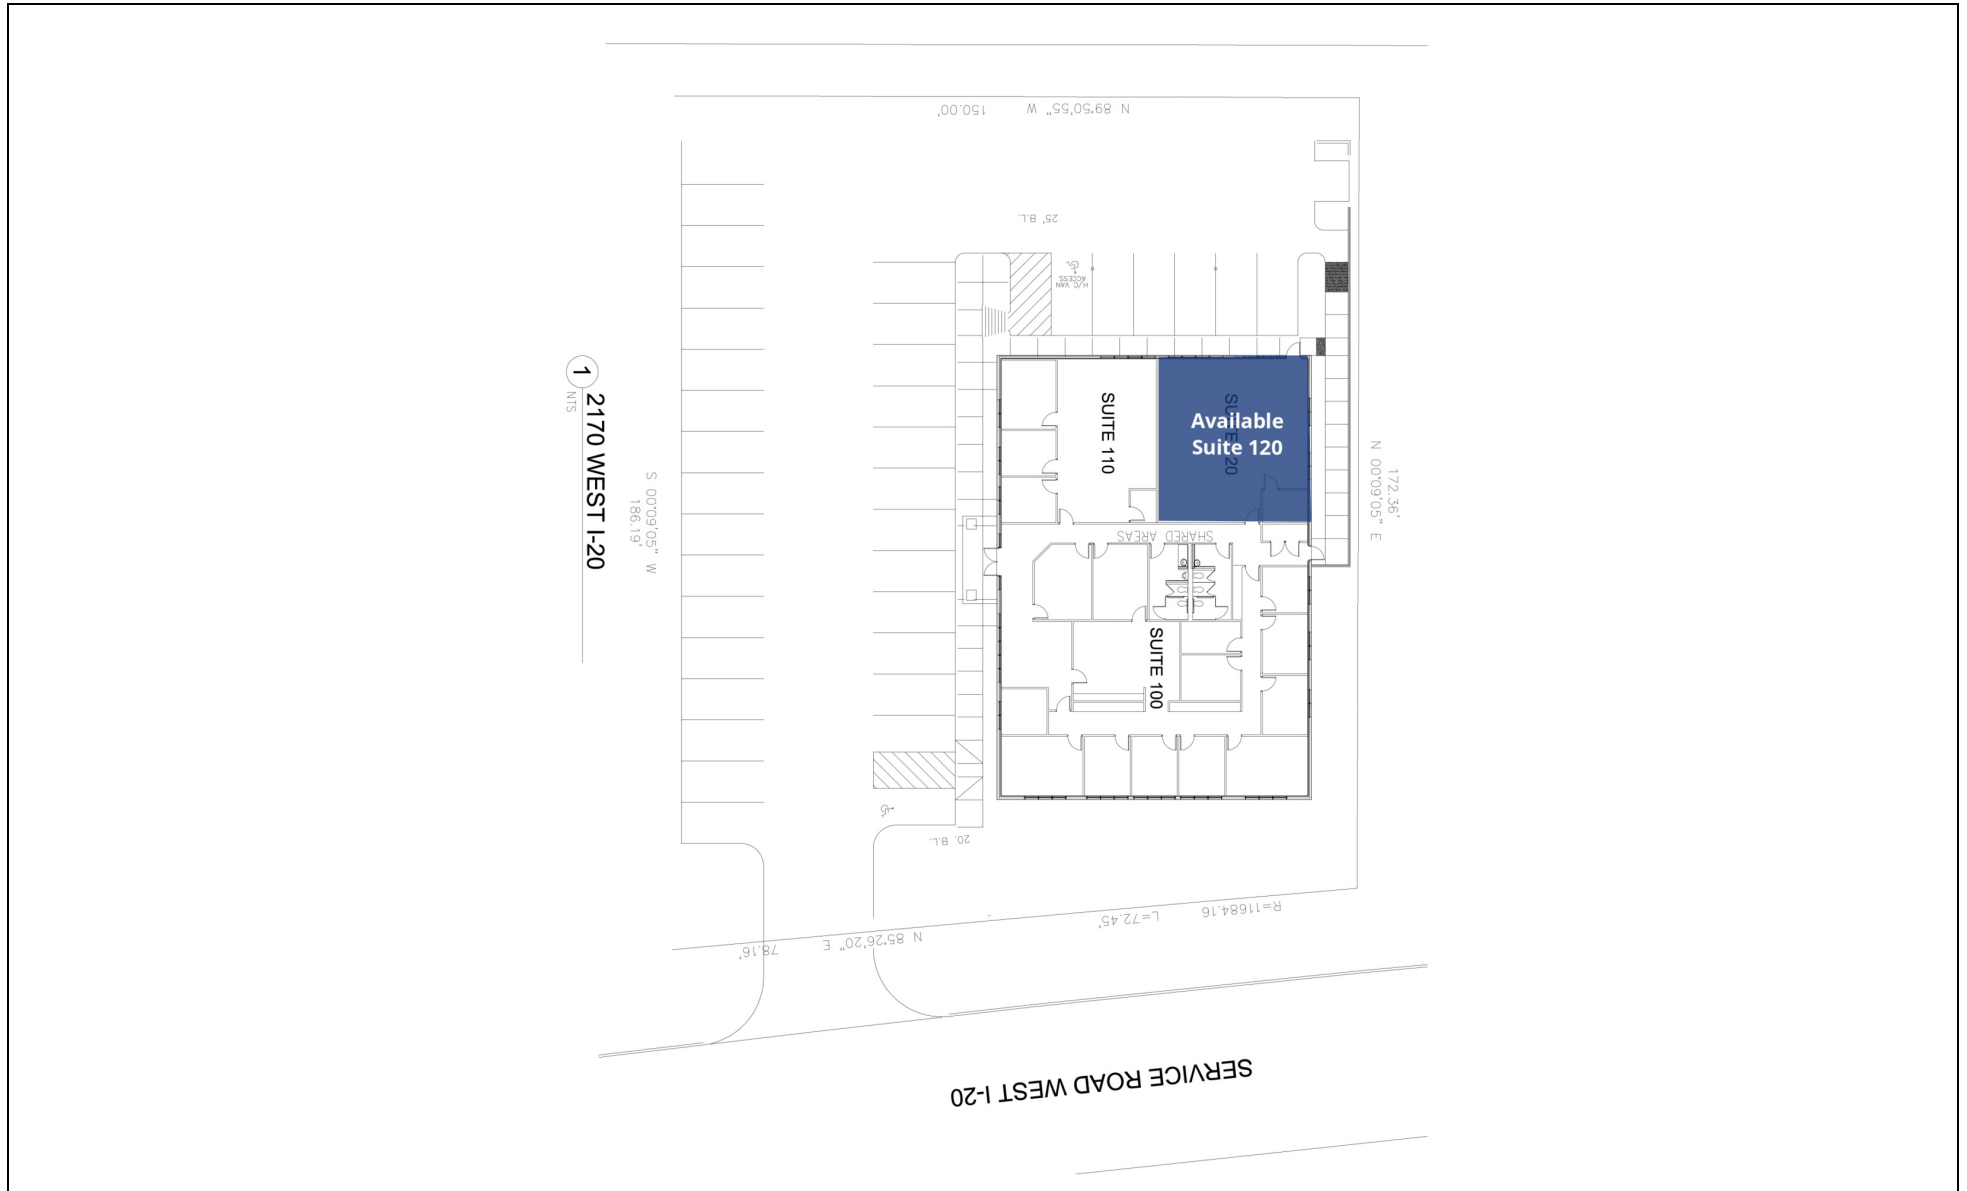 N 89°50'55" W 150.00'
25' B.L.
H/C VAN
ACCESS
1
NTS
2170 WEST I-20
S 00°09'05" W
186.19'
SUITE 110
SUITE 120
Available
Suite 120
172.36'
N 00°09'05" E
SHARED AREAS
SUITE 100
20. B.L.
R=11684.16 L=72.45'
N 85°26'20" E 78.16'
SERVICE ROAD WEST I-20